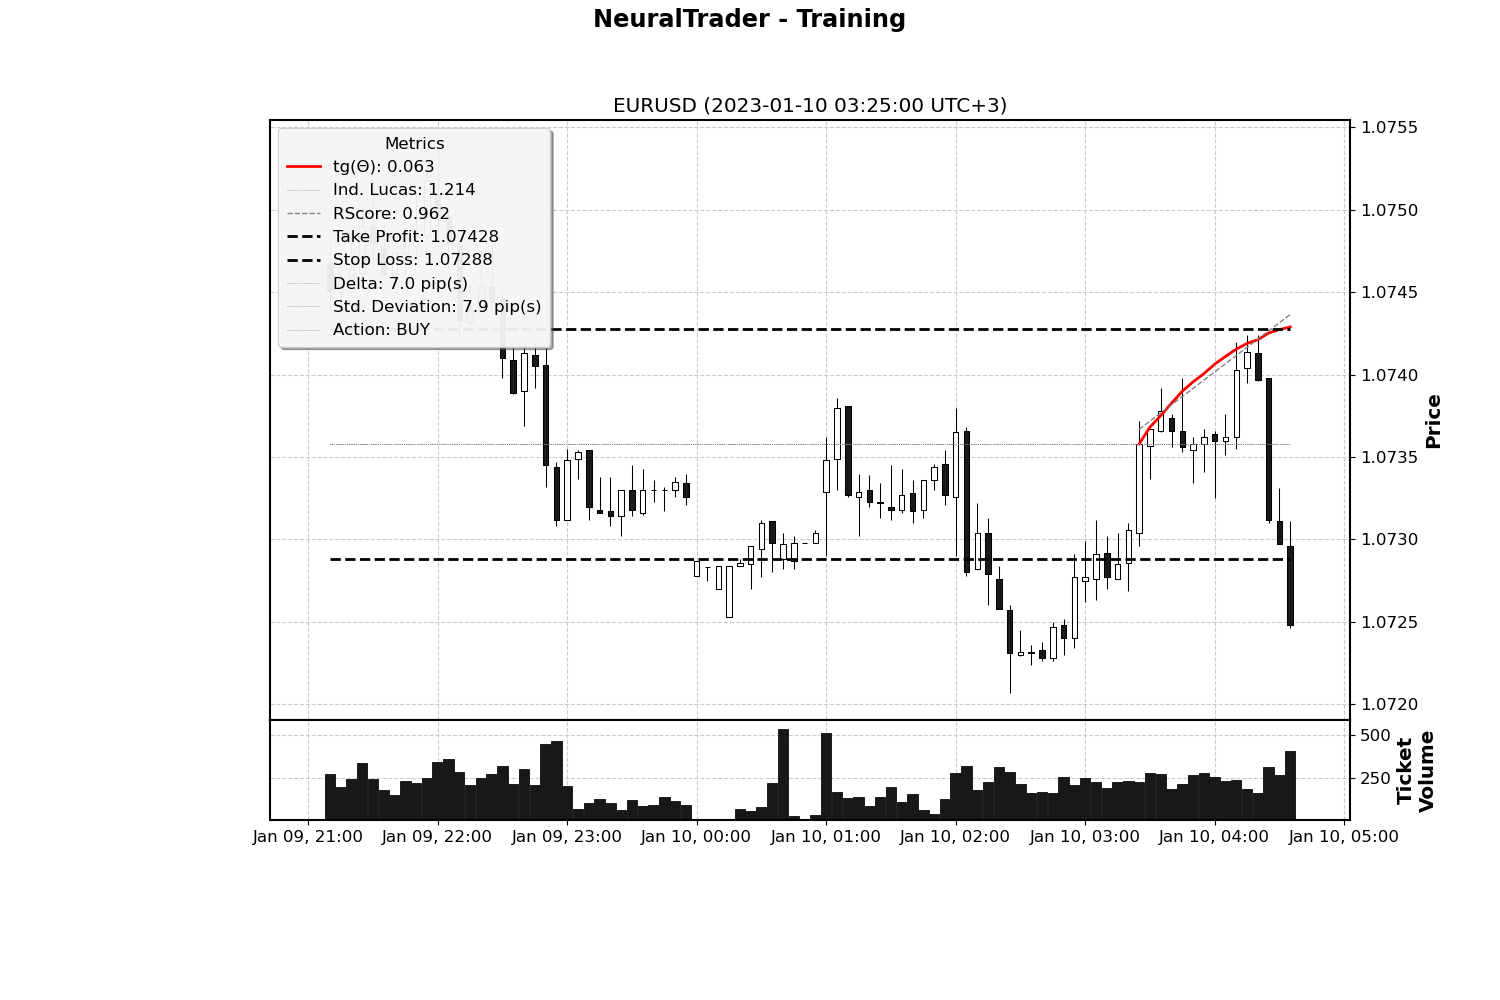 NeuralTrader - Training
EURUSD (2023-01-10 03:25:00 UTC+3)
Metrics
tg(Θ): 0.063
Ind. Lucas: 1.214
RScore: 0.962
Take Profit: 1.07428
Stop Loss: 1.07288
Delta: 7.0 pip(s)
Std. Deviation: 7.9 pip(s)
Action: BUY
1.0755
1.0750
1.0745
1.0740
1.0735
1.0730
1.0725
1.0720
Price
500
250
Ticket
Volume
Jan 09, 21:00
Jan 09, 22:00
Jan 09, 23:00
Jan 10, 00:00
Jan 10, 01:00
Jan 10, 02:00
Jan 10, 03:00
Jan 10, 04:00
Jan 10, 05:00